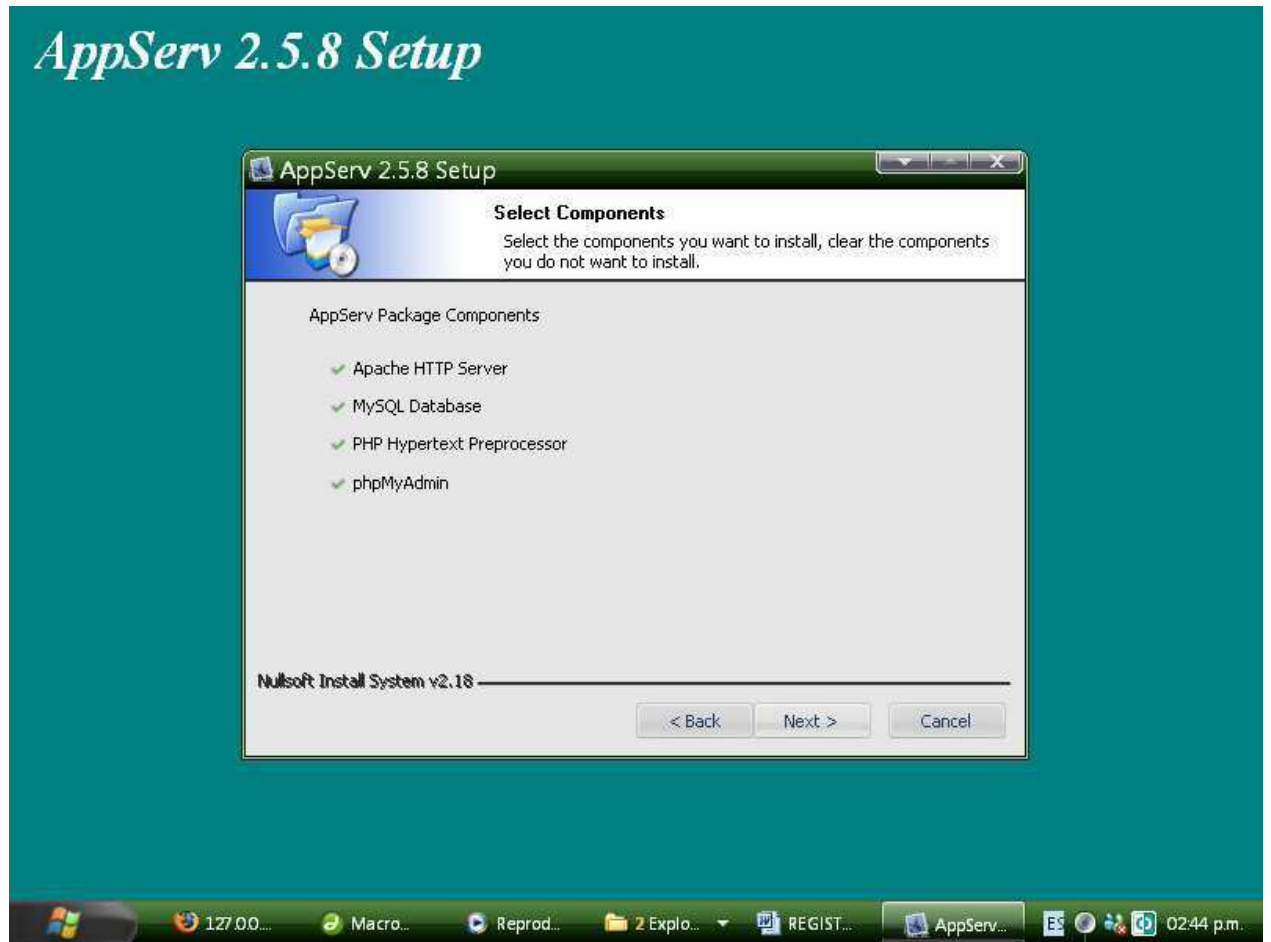 AppServ 2.5.8 Setup
AppServ 2.5.8 Setup
Select Components
Select the components you want to install, clear the components
you do not want to install.
AppServ Package Components
Apache HTTP Server
MySQL Database
PHP Hypertext Preprocessor
phpMyAdmin
Nullsoft Install System v2.18
< Back Next > Cancel
127.0.0... Macro... Reprod... 2 Explo... REGIST... AppServ... ES 02:44 p.m.